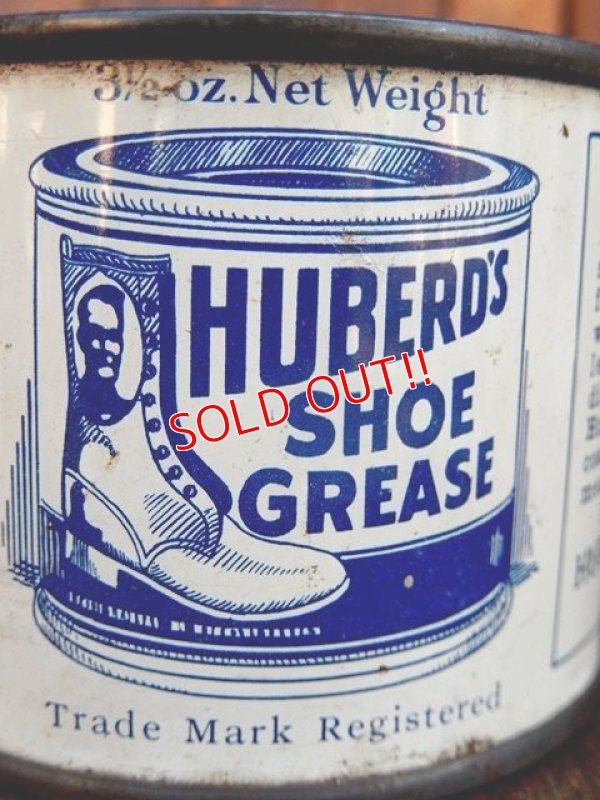 3½ oz. Net Weight
HUBERD'S
SHOE
GREASE
SOLD OUT!!
Trade Mark Registered